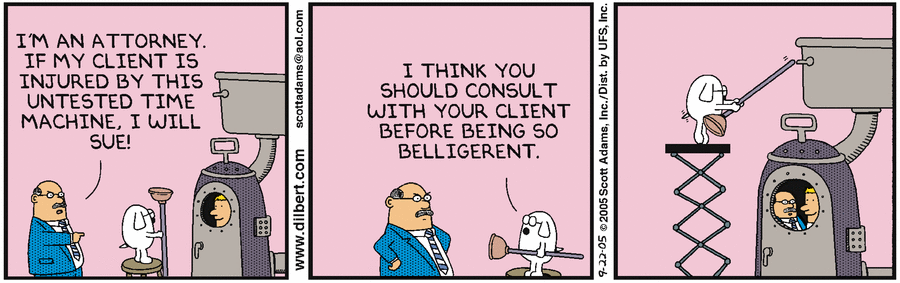 I'M AN ATTORNEY.
IF MY CLIENT IS
INJURED BY THIS
UNTESTED TIME
MACHINE, I WILL
SUE!
www.dilbert.com
scottadams@aol.com
I THINK YOU
SHOULD CONSULT
WITH YOUR CLIENT
BEFORE BEING SO
BELLIGERENT.
9-22-05 © 2005 Scott Adams, Inc./Dist. by UFS, Inc.